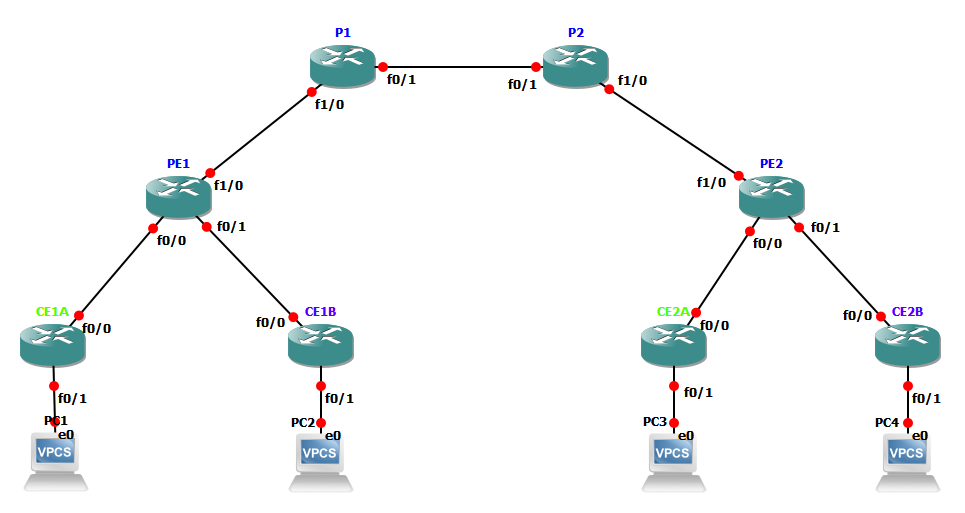 P1
P2
f0/1
f0/1
f1/0
f1/0
PE1
PE2
f1/0
f1/0
f0/0
f0/1
f0/0
f0/1
CE1A
CE1B
CE2A
CE2B
f0/0
f0/0
f0/0
f0/0
f0/1
f0/1
f0/1
f0/1
PC1
PC2
PC3
PC4
e0
e0
e0
e0
VPCS
VPCS
VPCS
VPCS